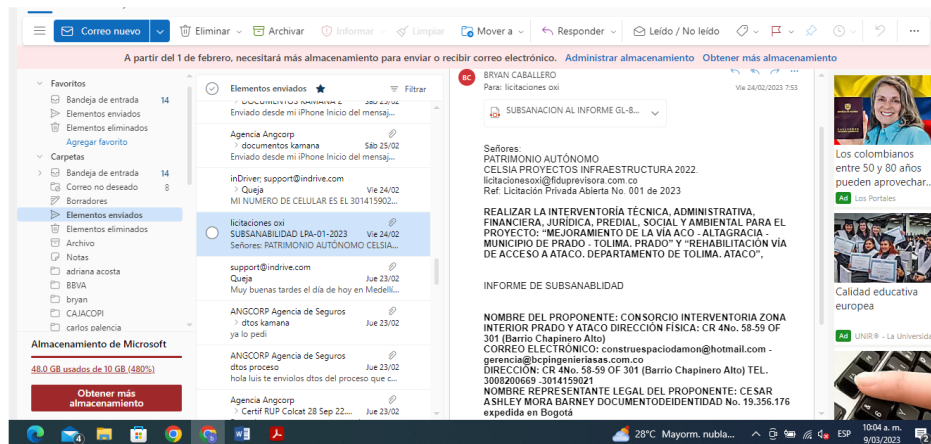 Correo nuevo
Eliminar
Archivar
Informar
Limpiar
Mover a
Responder
Leído / No leído
A partir del 1 de febrero, necesitará más almacenamiento para enviar o recibir correo electrónico. Administrar almacenamiento Obtener más almacenamiento
Favoritos
Bandeja de entrada 14
Elementos enviados
Elementos eliminados
Agregar favorito
Carpetas
Bandeja de entrada 14
Correo no deseado 8
Borradores
Elementos enviados
Elementos eliminados
Archivo
Notas
adriana acosta
BBVA
bryan
CAJACOPI
carlos palencia
Almacenamiento de Microsoft
48.0 GB usados de 10 GB (480%)
Obtener más
almacenamiento
Elementos enviados
Filtrar
DOCUMENTOS KAMANA 2 Sáb 25/02
Enviado desde mi iPhone Inicio del mensaj...
Agencia Angcorp
documentos kamana Sáb 25/02
Enviado desde mi iPhone Inicio del mensaj...
inDriver; support@indrive.com
Queja Vie 24/02
MI NUMERO DE CELULAR ES EL 301415902...
licitaciones oxi
SUBSANABILIDAD LPA-01-2023 Vie 24/02
Señores: PATRIMONIO AUTÓNOMO CELSIA...
support@indrive.com
Queja Jue 23/02
Muy buenas tardes el día de hoy en Medellí...
ANGCORP Agencia de Seguros
dtos kamana Jue 23/02
ya lo pedi
ANGCORP Agencia de Seguros
dtos proceso Jue 23/02
hola luis te enviolos dtos del proceso que c...
Agencia Angcorp
Certif RUP Colcat 28 Sep 22.... Jue 23/02
BC
BRYAN CABALLERO
Para: licitaciones oxi
Vie 24/02/2023 7:53
SUBSANACION AL INFORME GL-8...
Señores:
PATRIMONIO AUTÓNOMO
CELSIA PROYECTOS INFRAESTRUCTURA 2022.
licitacionesoxi@fiduprevisora.com.co
Ref: Licitación Privada Abierta No. 001 de 2023
REALIZAR LA INTERVENTORÍA TÉCNICA, ADMINISTRATIVA,
FINANCIERA, JURÍDICA, PREDIAL, SOCIAL Y AMBIENTAL PARA EL
PROYECTO: “MEJORAMIENTO DE LA VÍA ACO - ALTAGRACIA -
MUNICIPIO DE PRADO - TOLIMA. PRADO” Y “REHABILITACIÓN VÍA
DE ACCESO A ATACO. DEPARTAMENTO DE TOLIMA. ATACO”,
INFORME DE SUBSANABLIDAD
NOMBRE DEL PROPONENTE: CONSORCIO INTERVENTORIA ZONA
INTERIOR PRADO Y ATACO DIRECCIÓN FÍSICA: CR 4No. 58-59 OF
301 (Barrio Chapinero Alto)
CORREO ELECTRÓNICO: construespaciodamon@hotmail.com -
gerencia@bcpingenieriasas.com.co
DIRECCIÓN: CR 4No. 58-59 OF 301 (Barrio Chapinero Alto) TEL.
3008200669 -3014159021
NOMBRE REPRESENTANTE LEGAL DEL PROPONENTE: CESAR
ASHLEY MORA BARNEY DOCUMENTODEIDENTIDAD No. 19.356.176
expedida en Bogotá
Los colombianos
entre 50 y 80 años
pueden aprovechar...
Ad Los Portales
Calidad educativa
europea
Ad UNIR® - La Universida
28°C Mayorm. nubla...
ESP
10:04 a. m.
9/03/2023